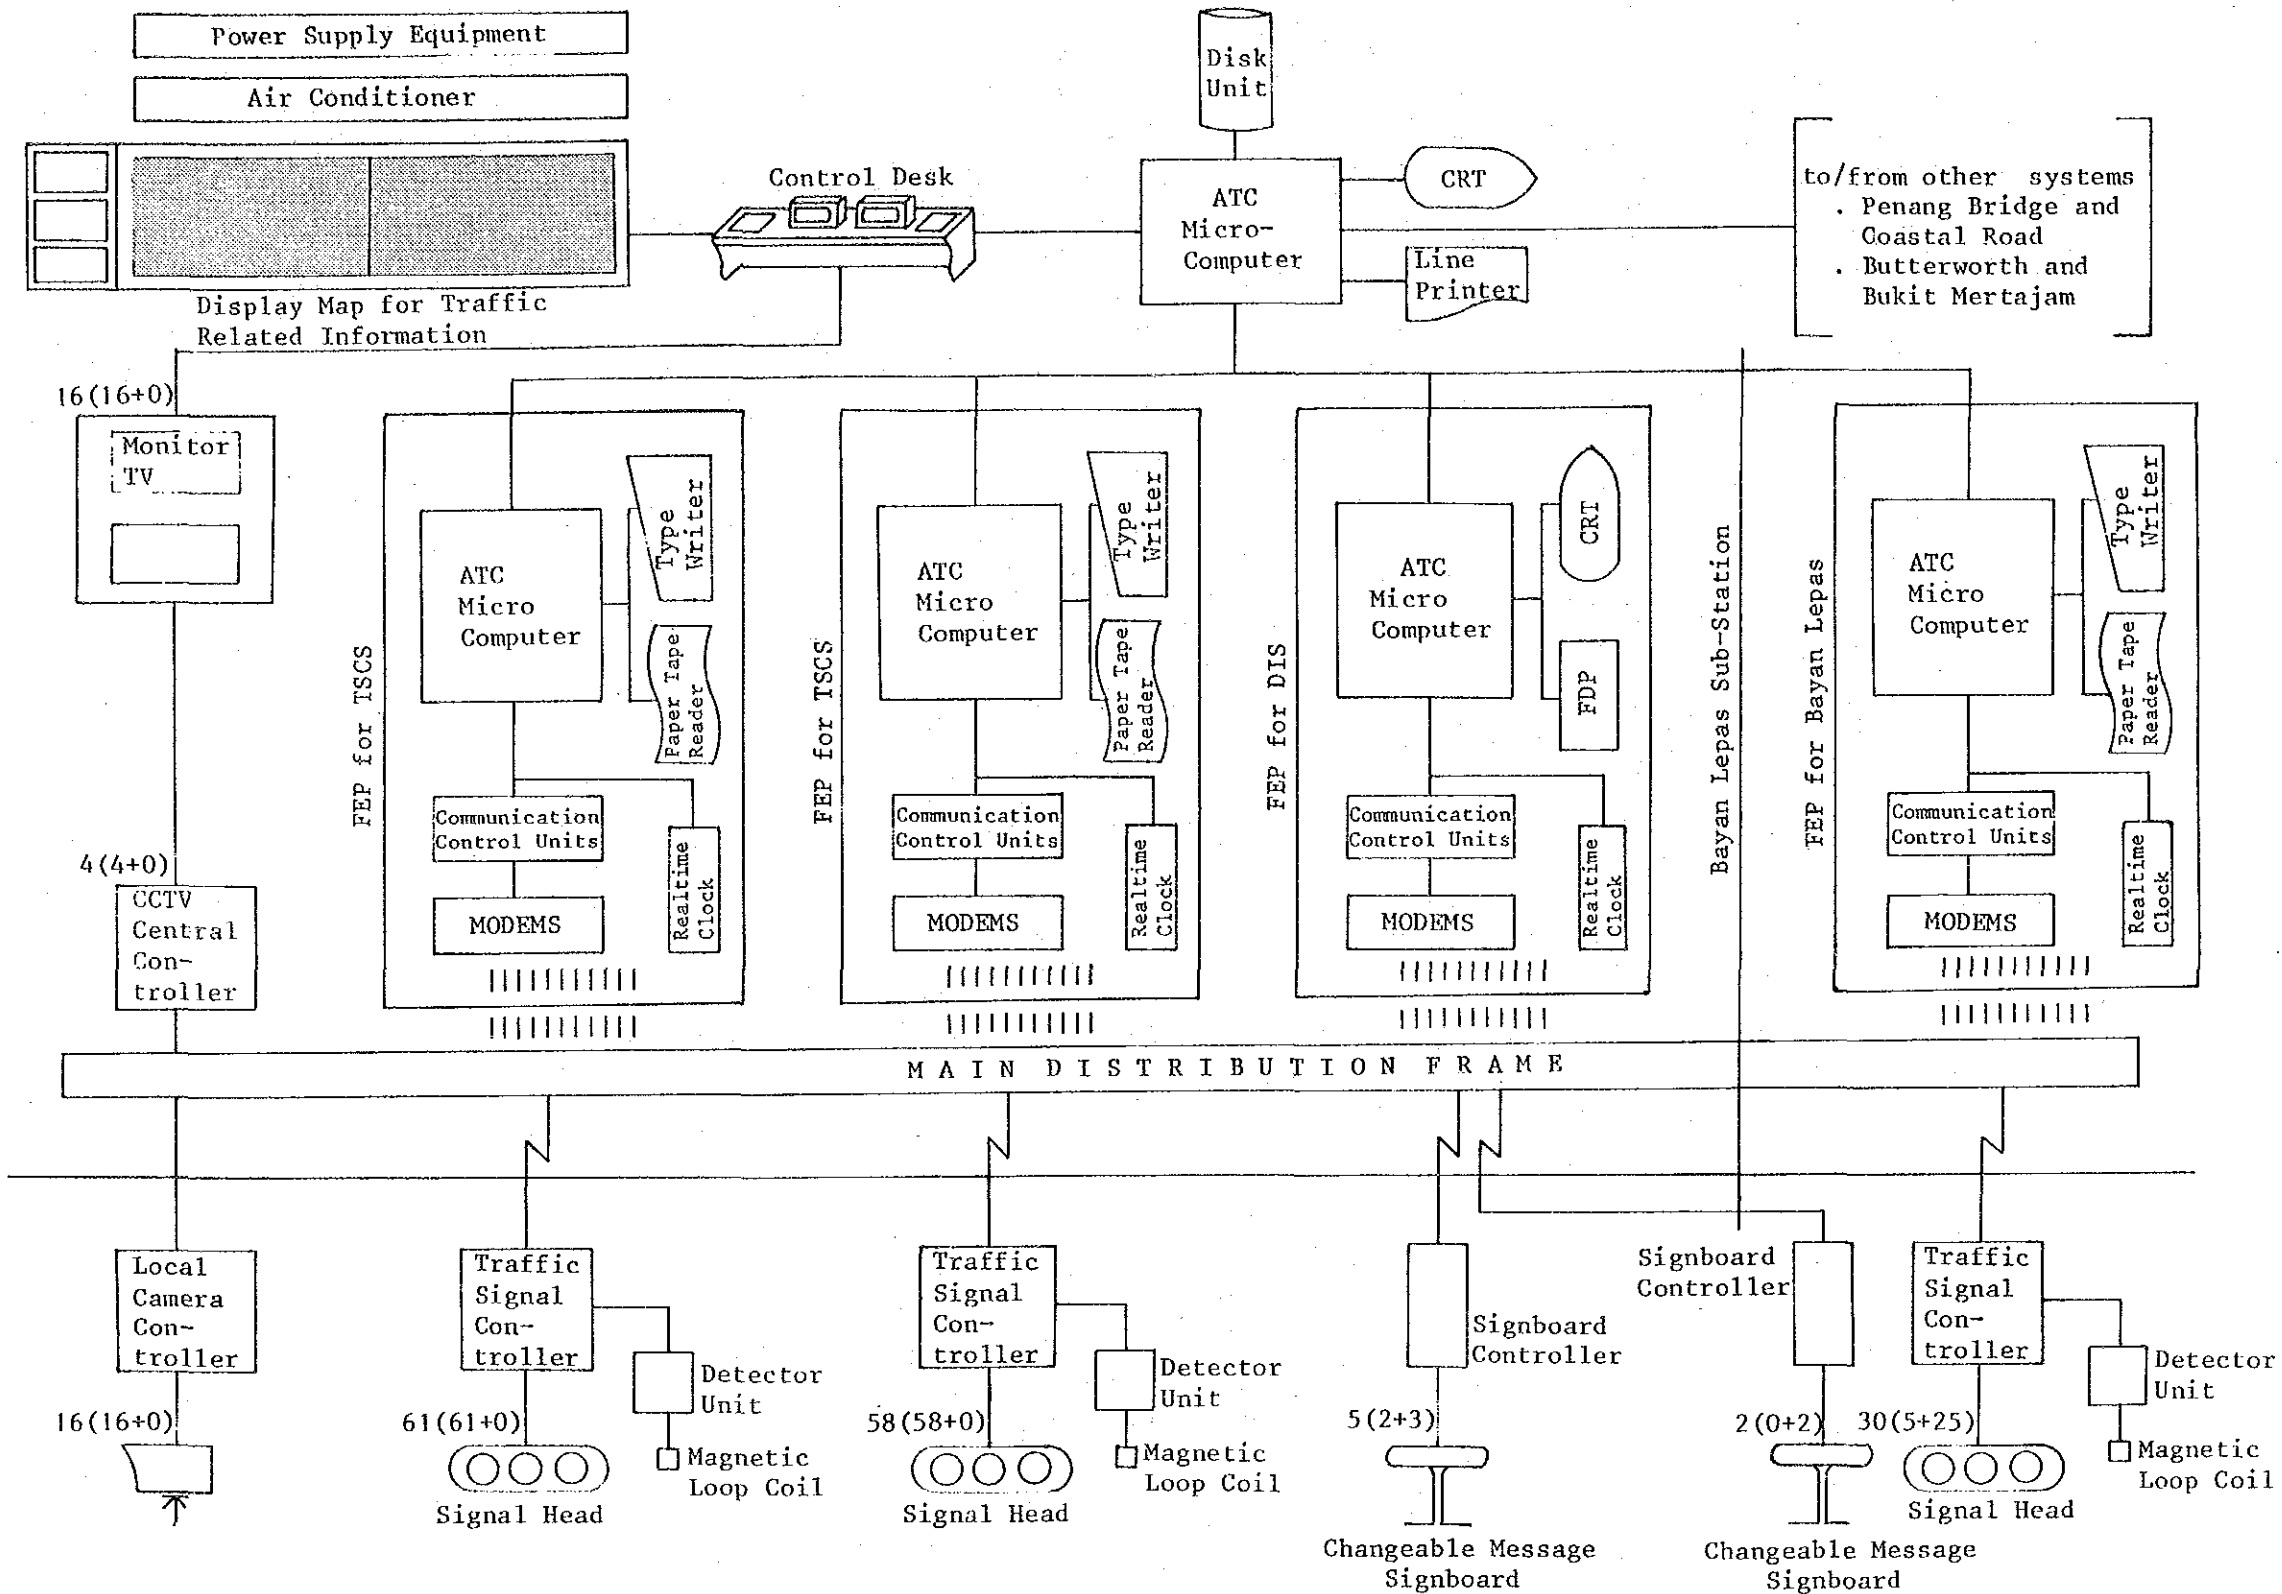 Power Supply Equipment
Air Conditioner
Display Map for Traffic
Related Information
Control Desk
Disk
Unit
ATC
Micro-
Computer
CRT
Line
Printer
to/from other systems
. Penang Bridge and
Coastal Road
. Butterworth and
Bukit Mertajam
16(16+0)
Monitor
TV
4(4+0)
CCTV
Central
Con-
troller
FEP for TSCS
ATC
Micro
Computer
Type
Writer
Paper Tape
Reader
Communication
Control Units
Realtime
Clock
MODEMS
FEP for TSCS
ATC
Micro
Computer
Type
Writer
Paper Tape
Reader
Communication
Control Units
Realtime
Clock
MODEMS
FEP for DIS
ATC
Micro
Computer
CRT
FDP
Communication
Control Units
Realtime
Clock
MODEMS
Bayan Lepas Sub-Station
FEP for Bayan Lepas
ATC
Micro
Computer
Type
Writer
Paper Tape
Reader
Communication
Control Units
Realtime
Clock
MODEMS
MAIN DISTRIBUTION FRAME
Local
Camera
Con-
troller
16(16+0)
Traffic
Signal
Con-
troller
Detector
Unit
61(61+0)
Magnetic
Loop Coil
Signal Head
Traffic
Signal
Con-
troller
Detector
Unit
58(58+0)
Magnetic
Loop Coil
Signal Head
Signboard
Controller
5(2+3)
Changeable Message
Signboard
Signboard
Controller
2(0+2)
Changeable Message
Signboard
Traffic
Signal
Con-
troller
Detector
Unit
30(5+25)
Magnetic
Loop Coil
Signal Head